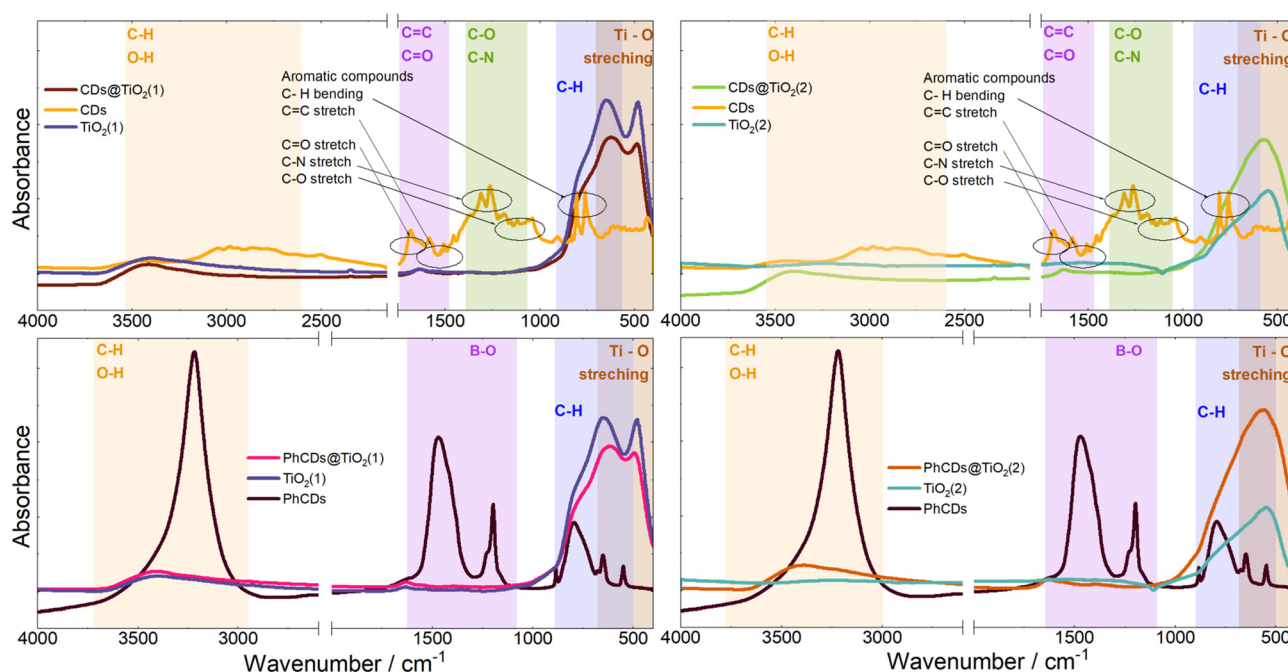 C-H
O-H
C=C
C=O
C-O
C-N
Ti - O
streching
C-H
Aromatic compounds
C- H bending
C=C stretch
C=O stretch
C-N stretch
C-O stretch
CDs@TiO₂(1)
CDs
TiO₂(1)
Absorbance
4000 3500 3000 2500 1500 1000 500
C-H
O-H
C=C
C=O
C-O
C-N
Ti - O
streching
C-H
Aromatic compounds
C- H bending
C=C stretch
C=O stretch
C-N stretch
C-O stretch
CDs@TiO₂(2)
CDs
TiO₂(2)
4000 3500 3000 2500 1500 1000 500
C-H
O-H
B-O
Ti - O
streching
C-H
PhCDs@TiO₂(1)
TiO₂(1)
PhCDs
Absorbance
4000 3500 3000 1500 1000 500
Wavenumber / cm⁻¹
C-H
O-H
B-O
Ti - O
streching
C-H
PhCDs@TiO₂(2)
TiO₂(2)
PhCDs
4000 3500 3000 1500 1000 500
Wavenumber / cm⁻¹